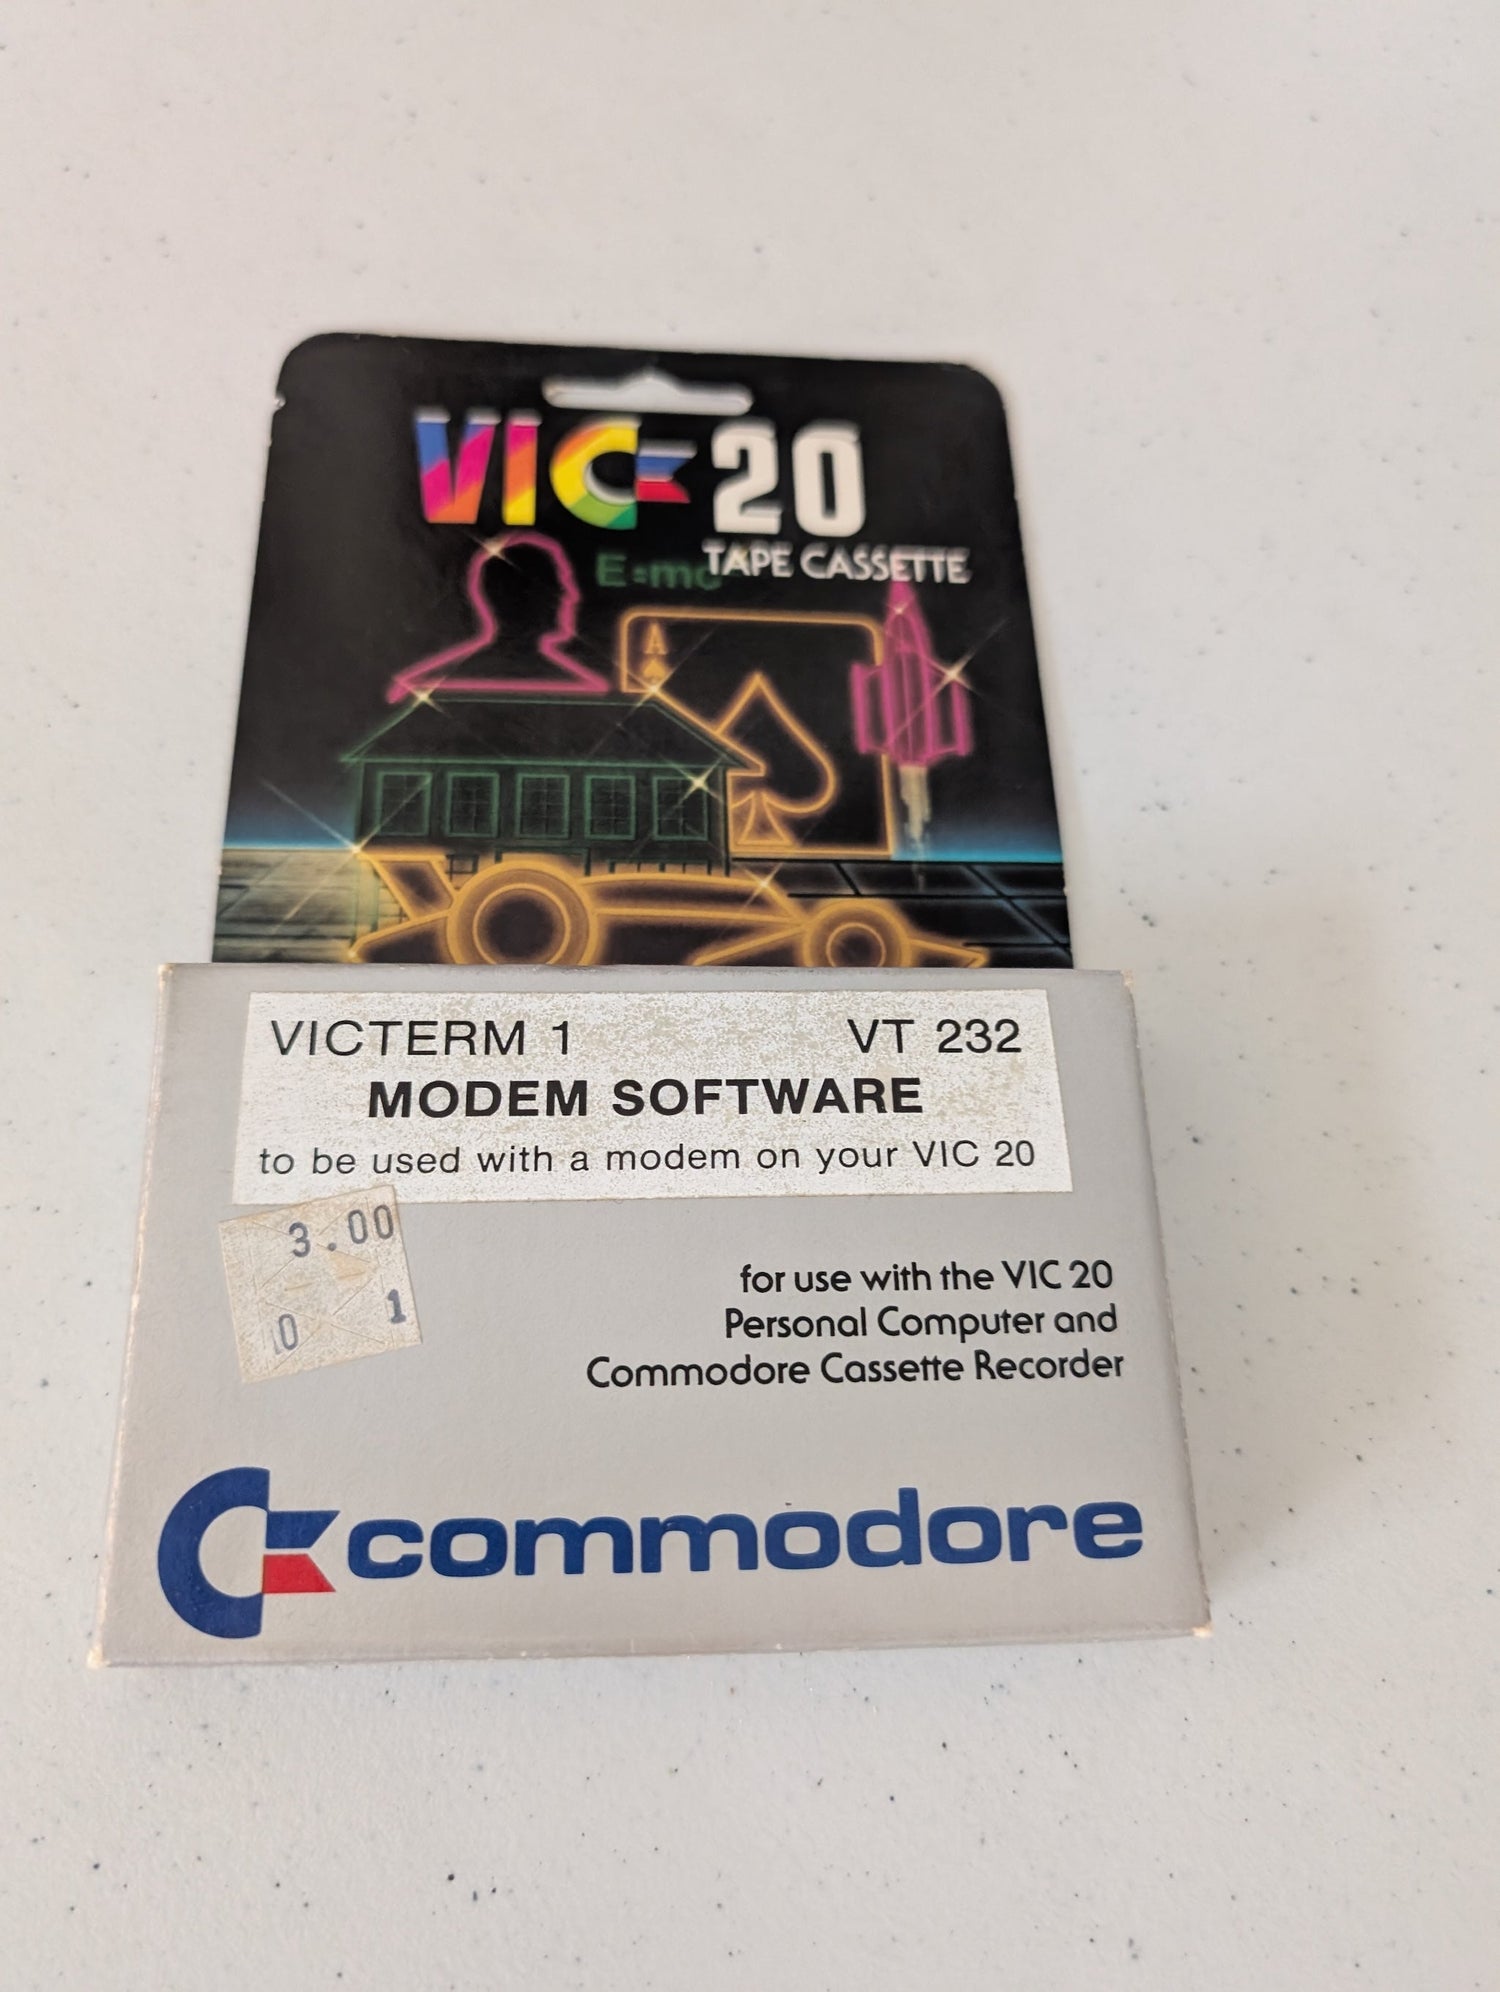 VIC 20
TAPE CASSETTE
E=mc
A
VICTERM 1 VT 232
MODEM SOFTWARE
to be used with a modem on your VIC 20
3.00
0 1
for use with the VIC 20
Personal Computer and
Commodore Cassette Recorder
commodore